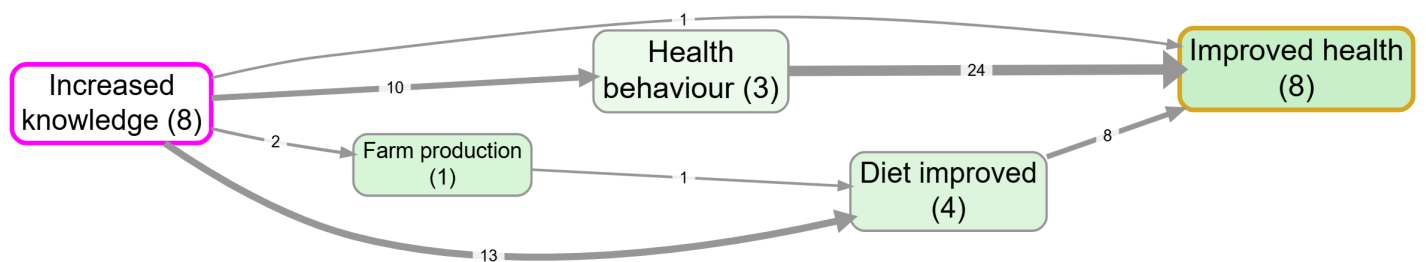 1
Increased
knowledge (8)
10
Health
behaviour (3)
24
Improved health
(8)
2
Farm production
(1)
1
Diet improved
(4)
8
13